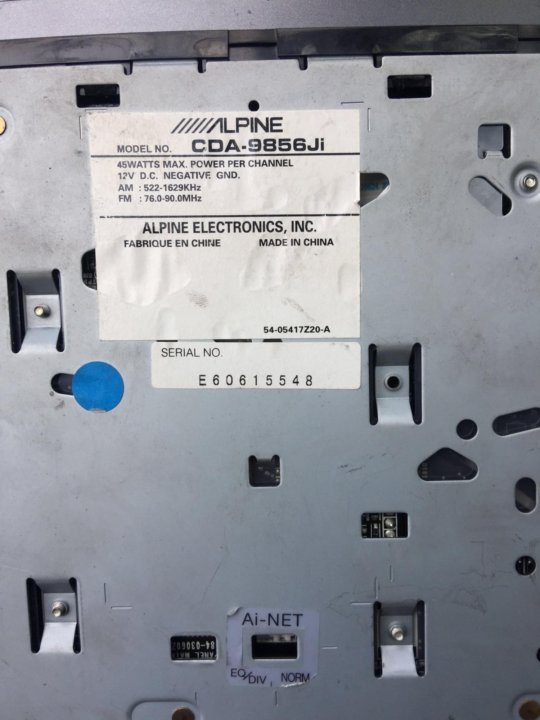 ALPINE
MODEL NO. CDA-9856Ji
45WATTS MAX. POWER PER CHANNEL
12V D.C. NEGATIVE GND.
AM : 522-1629KHz
FM : 76.0-90.0MHz
ALPINE ELECTRONICS, INC.
FABRIQUE EN CHINE MADE IN CHINA
54-05417Z20-A
SERIAL NO.
E60615548
Ai-NET
EQ/DIV NORM